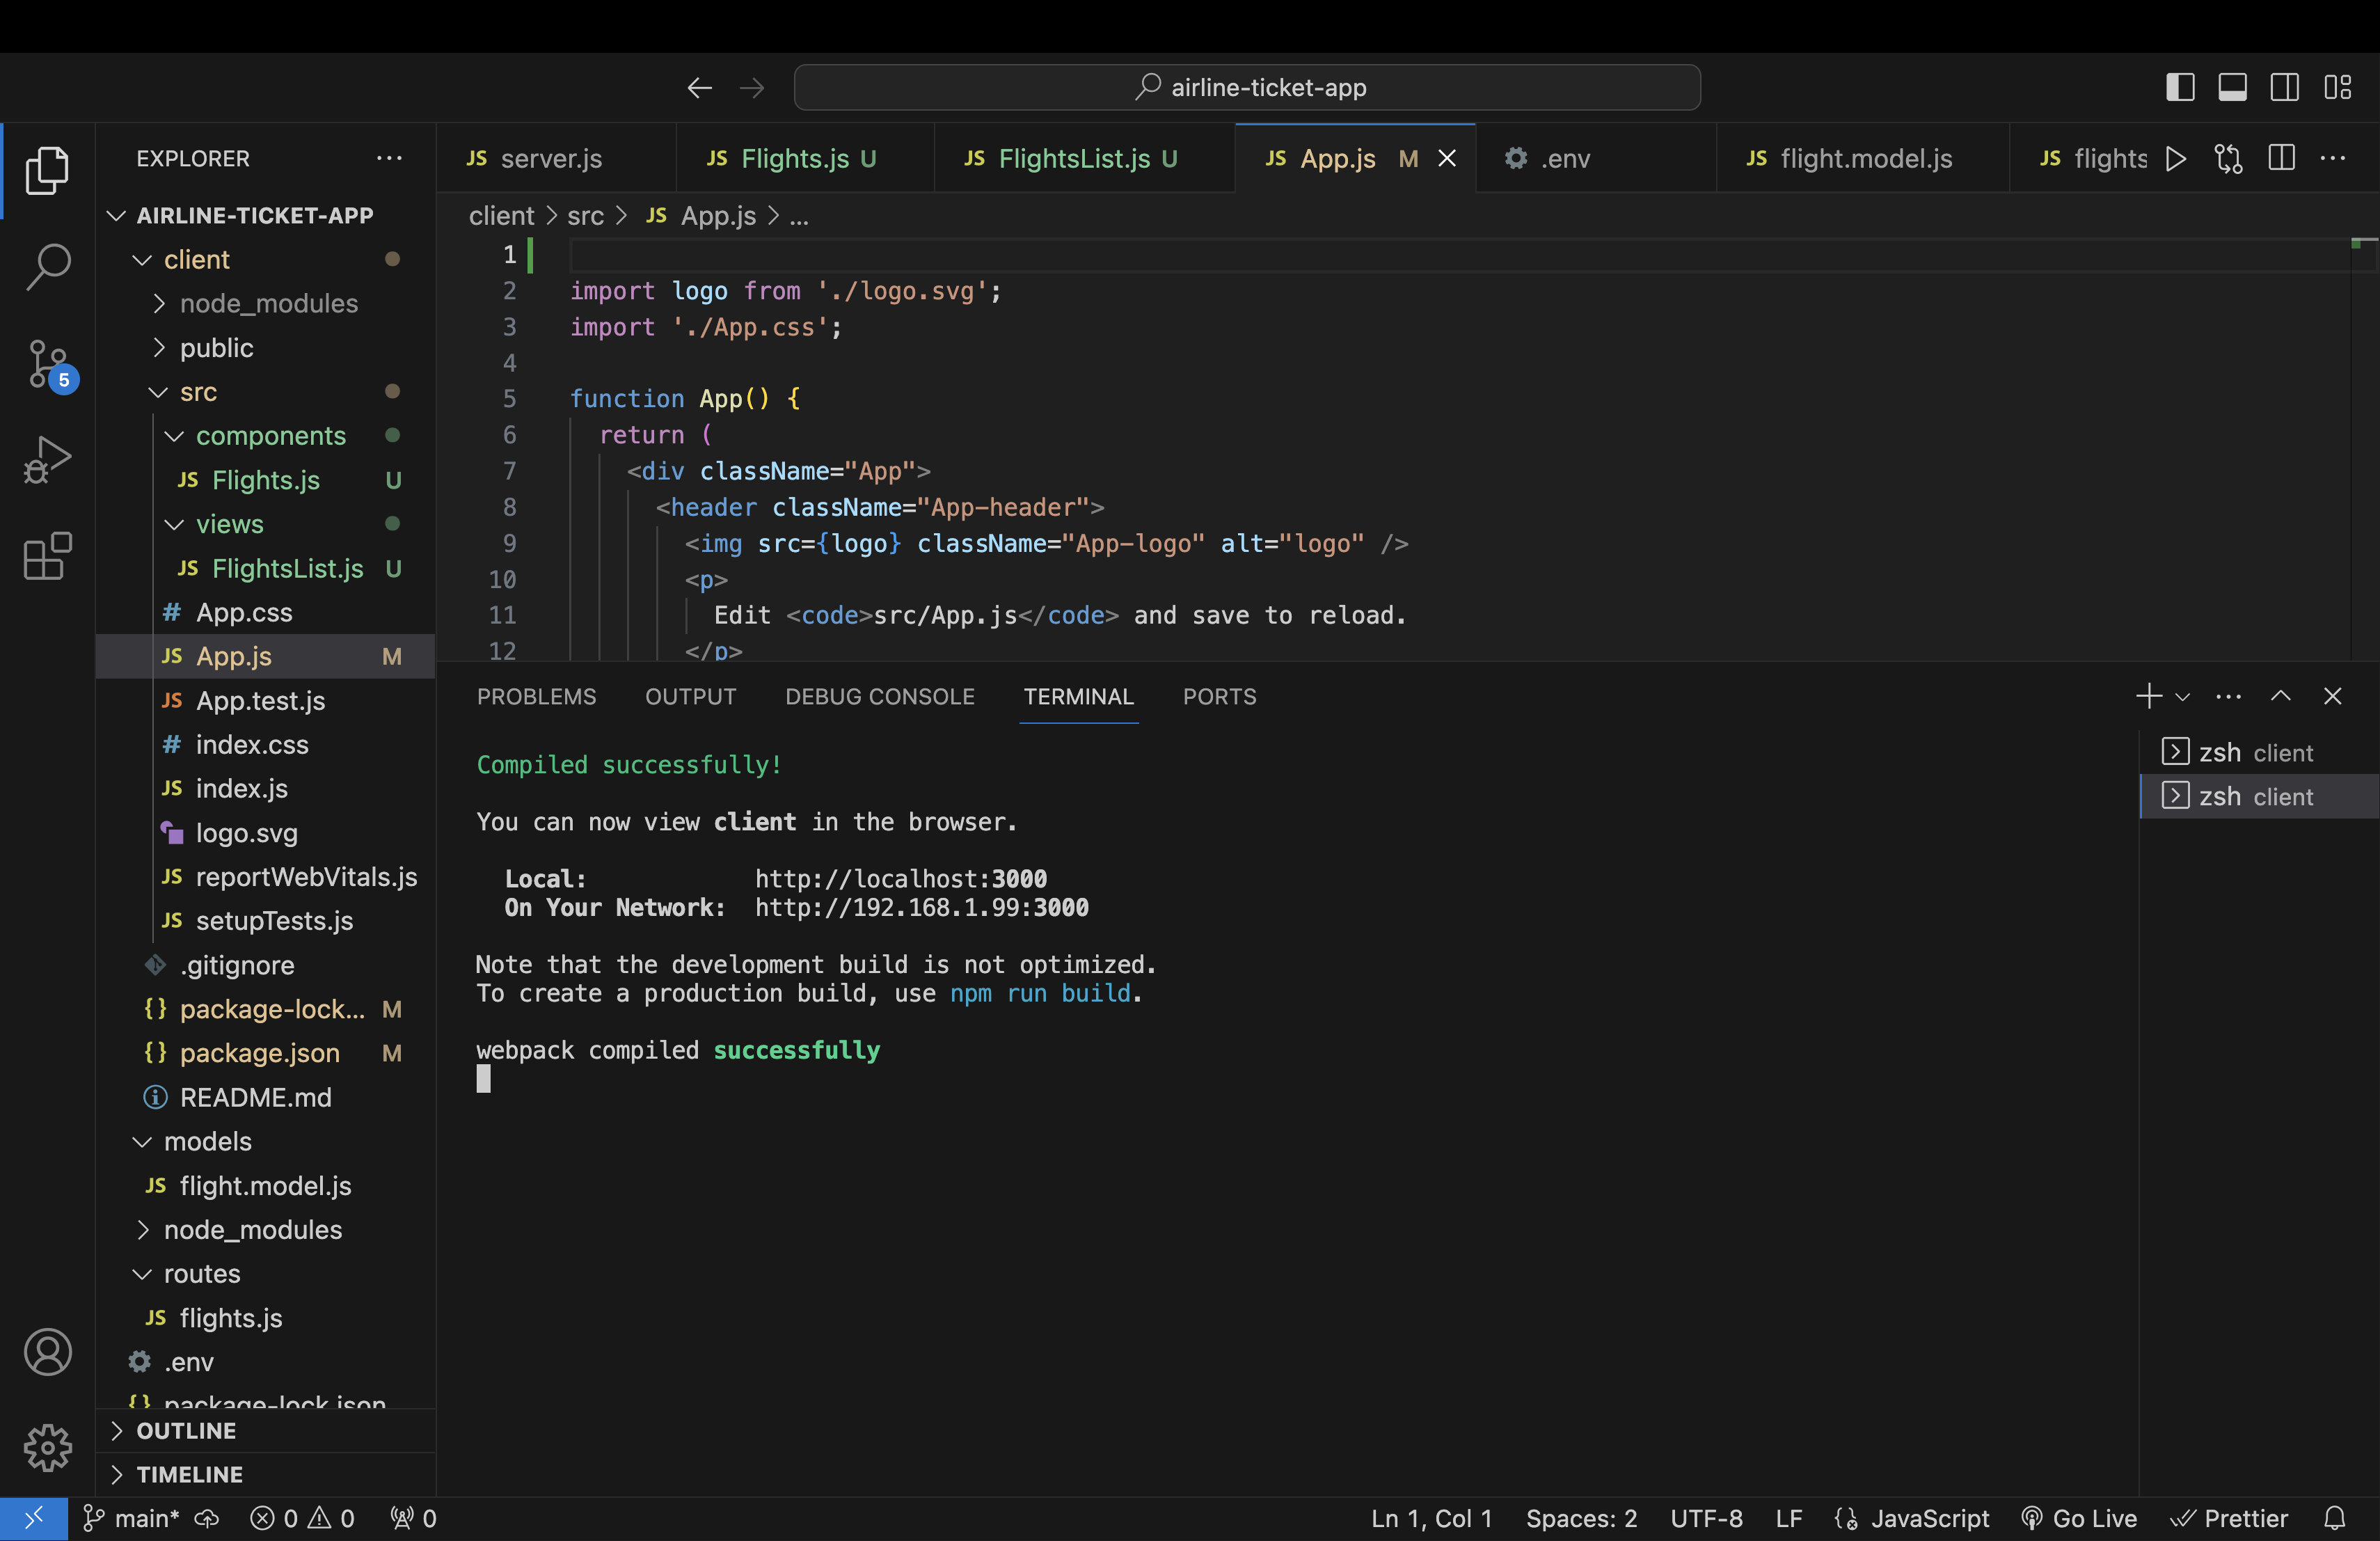 airline-ticket-app
EXPLORER
JS server.js
JS Flights.js U
JS FlightsList.js U
JS App.js M
.env
JS flight.model.js
JS flights
AIRLINE-TICKET-APP
client > src > JS App.js > ...
client
node_modules
public
5
src
components
JS Flights.js U
views
JS FlightsList.js U
# App.css
JS App.js M
JS App.test.js
# index.css
JS index.js
logo.svg
JS reportWebVitals.js
JS setupTests.js
.gitignore
{} package-lock... M
{} package.json M
README.md
models
JS flight.model.js
node_modules
routes
JS flights.js
.env
{} package-lock.json
OUTLINE
TIMELINE
1
2 import logo from './logo.svg';
3 import './App.css';
4
5 function App() {
6 return (
7 <div className="App">
8 <header className="App-header">
9 <img src={logo} className="App-logo" alt="logo" />
10 <p>
11 Edit <code>src/App.js</code> and save to reload.
12 </p>
PROBLEMS OUTPUT DEBUG CONSOLE TERMINAL PORTS
Compiled successfully!
You can now view client in the browser.
Local: http://localhost:3000
On Your Network: http://192.168.1.99:3000
Note that the development build is not optimized.
To create a production build, use npm run build.
webpack compiled successfully
zsh client
zsh client
main* 0 0 0
Ln 1, Col 1 Spaces: 2 UTF-8 LF JavaScript Go Live Prettier